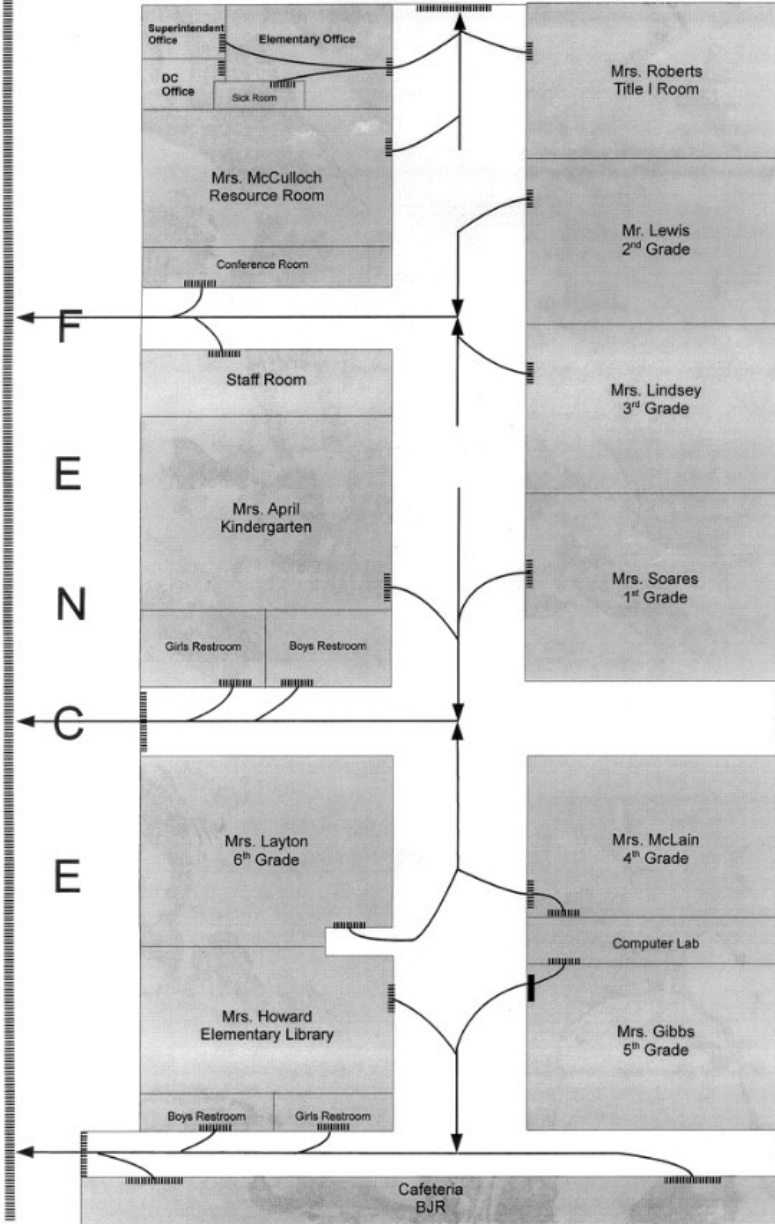 Superintendent
Office
Elementary Office
DC
Office
Sick Room
Mrs. Roberts
Title I Room
Mrs. McCulloch
Resource Room
Mr. Lewis
2nd Grade
Conference Room
F
Staff Room
Mrs. Lindsey
3rd Grade
E
Mrs. April
Kindergarten
Mrs. Soares
1st Grade
N
Girls Restroom
Boys Restroom
C
Mrs. Layton
6th Grade
Mrs. McLain
4th Grade
E
Computer Lab
Mrs. Howard
Elementary Library
Mrs. Gibbs
5th Grade
Boys Restroom
Girls Restroom
Cafeteria
BJR